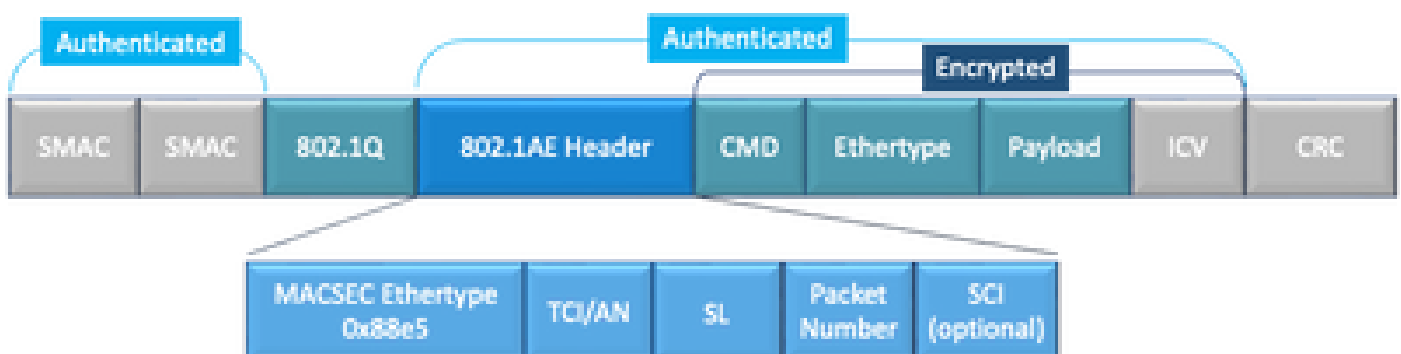 Authenticated
Authenticated
Encrypted
SMAC SMAC 802.1Q 802.1AE Header CMD Ethertype Payload ICV CRC
MACSEC Ethertype
0x88e5
TCI/AN
SL
Packet
Number
SCI
(optional)